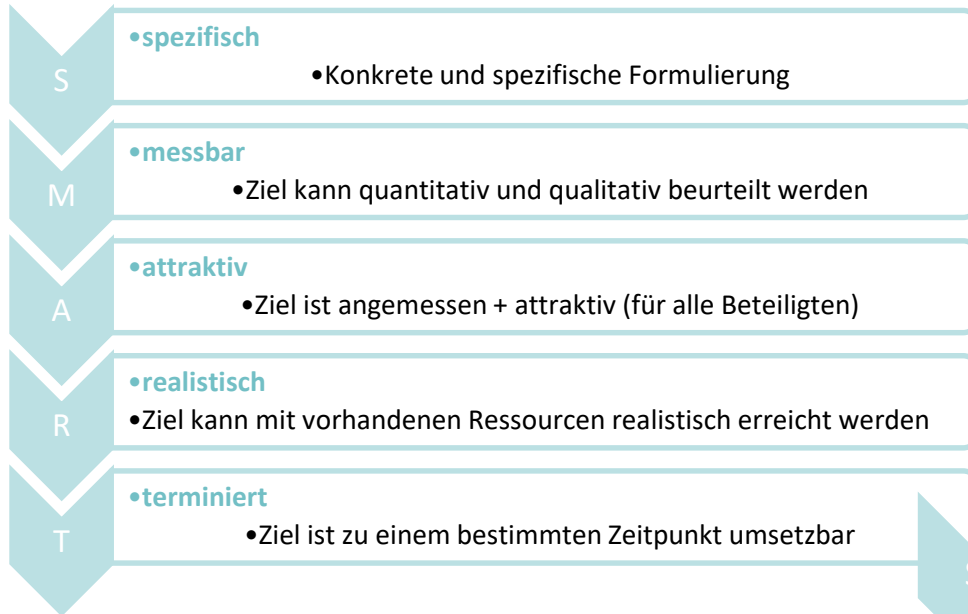 S
•spezifisch
•Konkrete und spezifische Formulierung
M
•messbar
•Ziel kann quantitativ und qualitativ beurteilt werden
A
•attraktiv
•Ziel ist angemessen + attraktiv (für alle Beteiligten)
R
•realistisch
•Ziel kann mit vorhandenen Ressourcen realistisch erreicht werden
T
•terminiert
•Ziel ist zu einem bestimmten Zeitpunkt umsetzbar